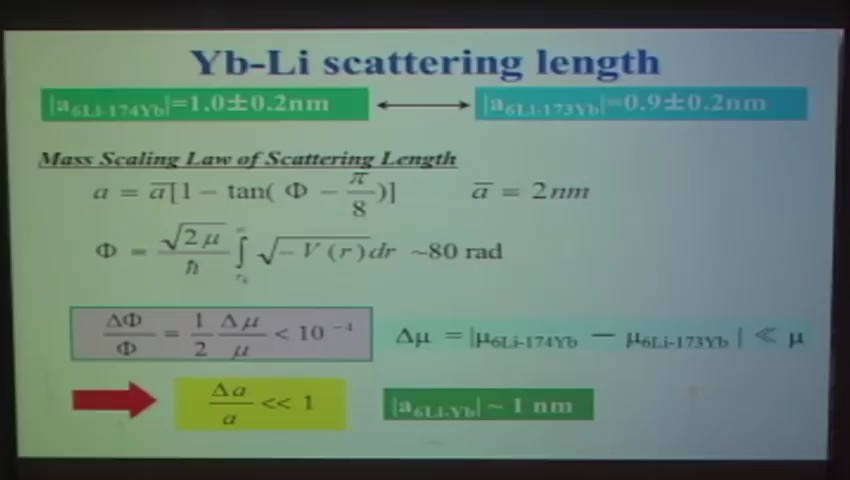 Yb-Li scattering length
|a6Li-174Yb|=1.0±0.2nm ⟷ |a6Li-173Yb|=0.9±0.2nm
Mass Scaling Law of Scattering Length
a = a̅[1 − tan( Φ − π/8 )] a̅ = 2nm
Φ = √(2μ)/ħ ∫ √(−V(r)) dr ~80 rad
ΔΦ/Φ = 1/2 Δμ/μ < 10⁻⁴ Δμ = |μ6Li-174Yb − μ6Li-173Yb| ≪ μ
Δa/a << 1 |a6Li-Yb| ~ 1 nm